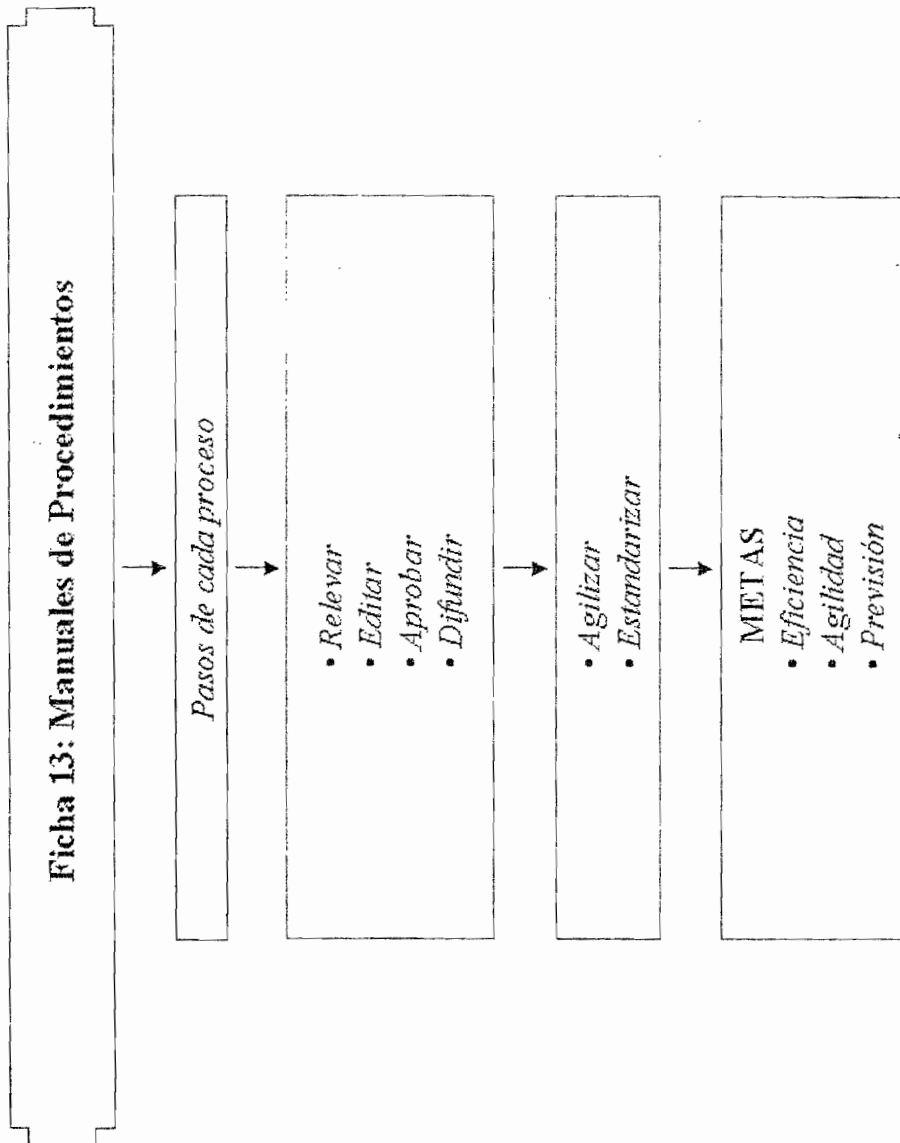 Ficha 13: Manuales de Procedimientos
Pasos de cada proceso
• Relevar
• Editar
• Aprobar
• Difundir
• Agilizar
• Estandarizar
METAS
• Eficiencia
• Agilidad
• Previsión